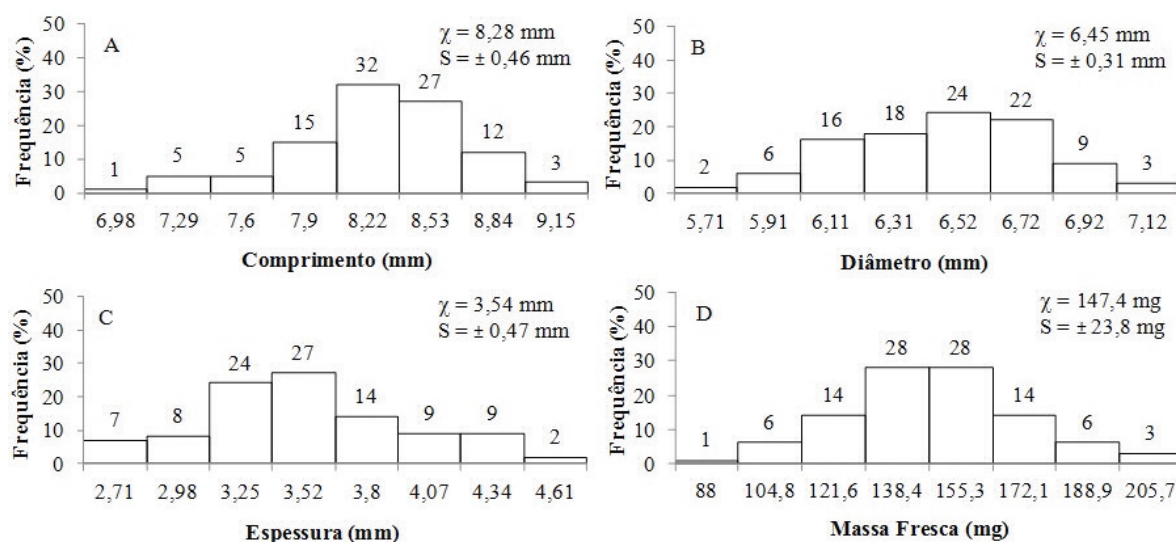 A
χ = 8,28 mm
S = ± 0,46 mm
Frequência (%)
50
40
30
20
10
0
1
5
5
15
32
27
12
3
6,98 7,29 7,6 7,9 8,22 8,53 8,84 9,15
Comprimento (mm)
B
χ = 6,45 mm
S = ± 0,31 mm
Frequência (%)
50
40
30
20
10
0
2
6
16
18
24
22
9
3
5,71 5,91 6,11 6,31 6,52 6,72 6,92 7,12
Diâmetro (mm)
C
χ = 3,54 mm
S = ± 0,47 mm
Frequência (%)
50
40
30
20
10
0
7
8
24
27
14
9
9
2
2,71 2,98 3,25 3,52 3,8 4,07 4,34 4,61
Espessura (mm)
D
χ = 147,4 mg
S = ± 23,8 mg
Frequência (%)
50
40
30
20
10
0
1
6
14
28
28
14
6
3
88 104,8 121,6 138,4 155,3 172,1 188,9 205,7
Massa Fresca (mg)